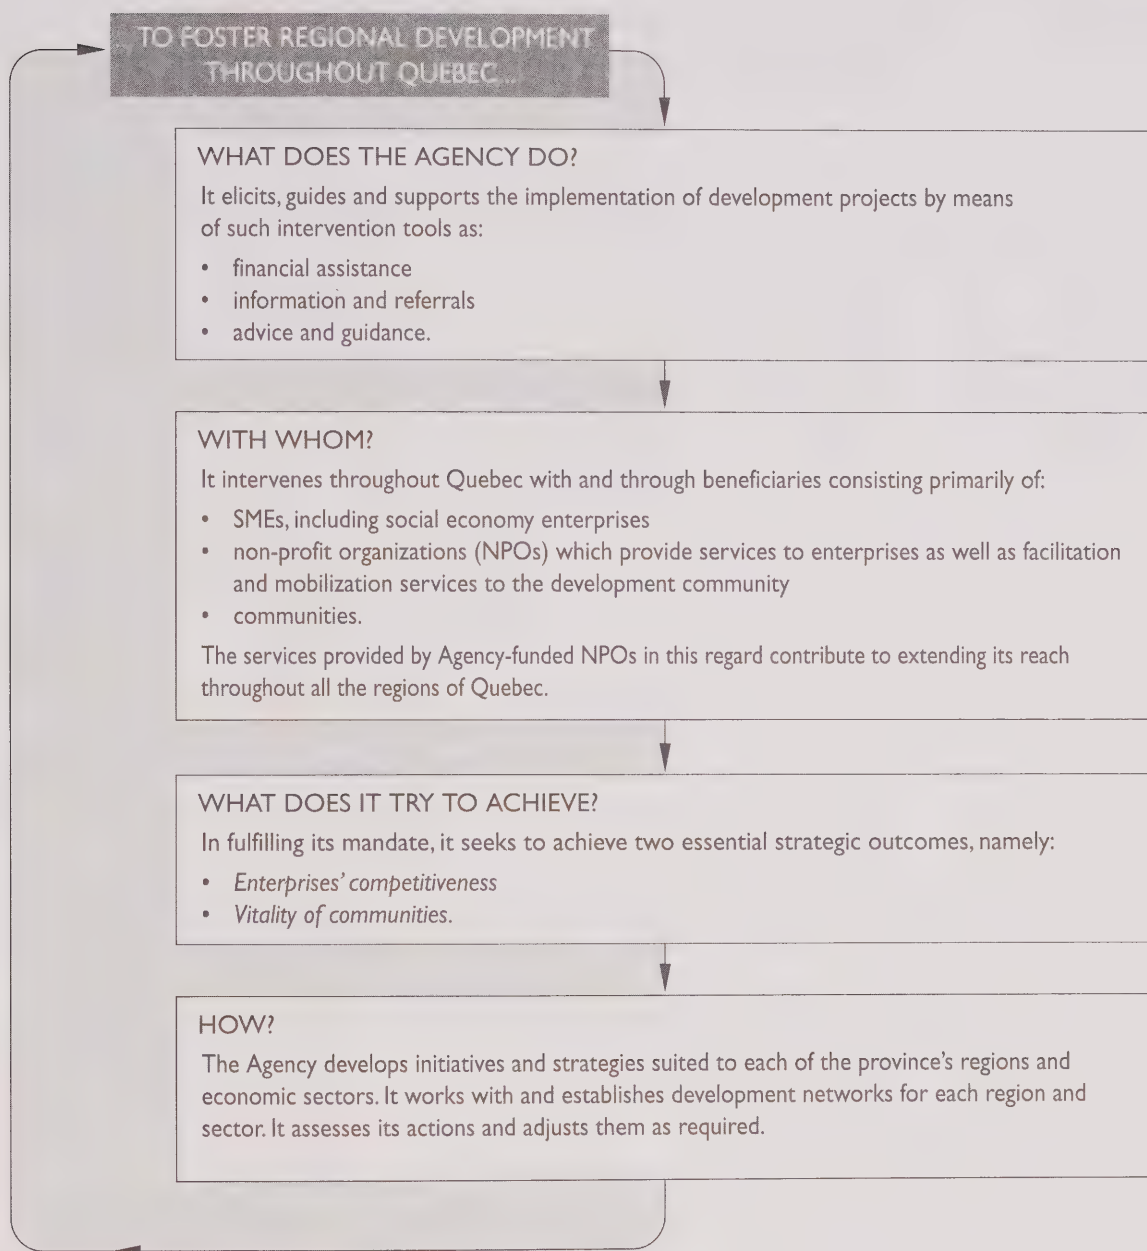 TO FOSTER REGIONAL DEVELOPMENT
THROUGHOUT QUEBEC...
WHAT DOES THE AGENCY DO?
It elicits, guides and supports the implementation of development projects by means
of such intervention tools as:
• financial assistance
• information and referrals
• advice and guidance.
WITH WHOM?
It intervenes throughout Quebec with and through beneficiaries consisting primarily of:
• SMEs, including social economy enterprises
• non-profit organizations (NPOs) which provide services to enterprises as well as facilitation
and mobilization services to the development community
• communities.
The services provided by Agency-funded NPOs in this regard contribute to extending its reach
throughout all the regions of Quebec.
WHAT DOES IT TRY TO ACHIEVE?
In fulfilling its mandate, it seeks to achieve two essential strategic outcomes, namely:
• Enterprises' competitiveness
• Vitality of communities.
HOW?
The Agency develops initiatives and strategies suited to each of the province's regions and
economic sectors. It works with and establishes development networks for each region and
sector. It assesses its actions and adjusts them as required.